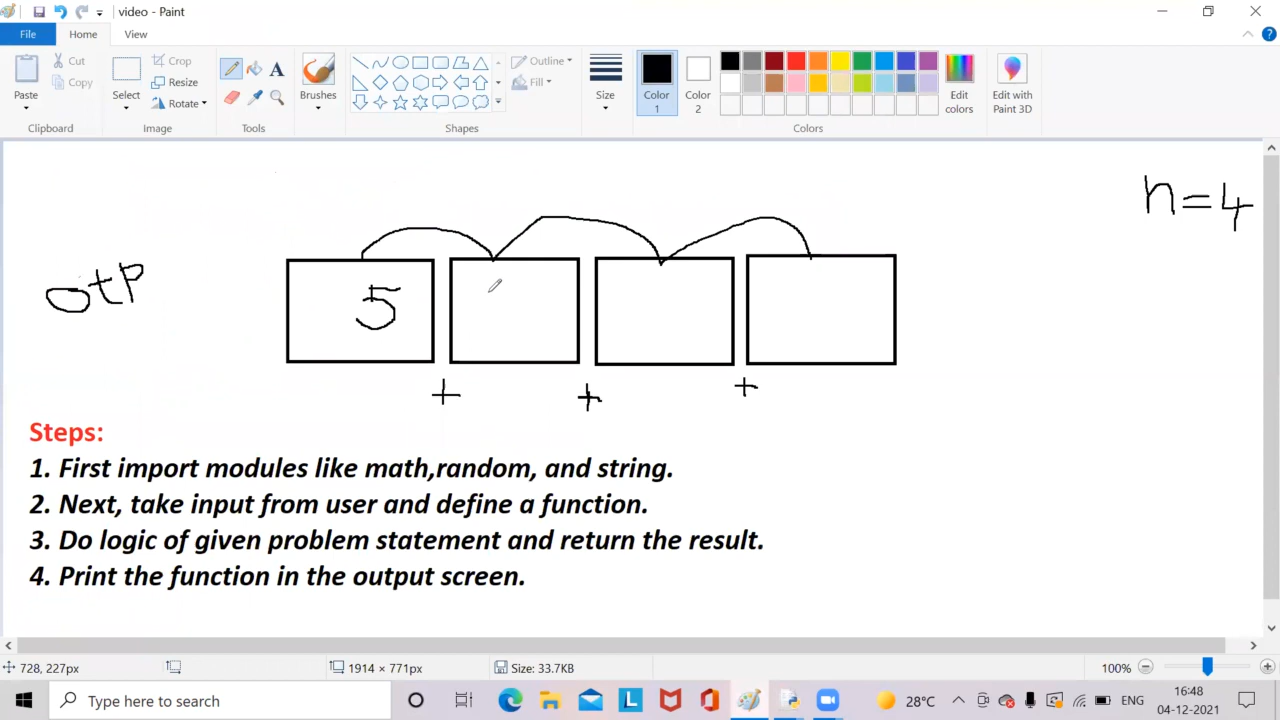 video - Paint
File
Home
View
Paste
Cut
Copy
Clipboard
Select
Crop
Resize
Rotate
Image
Tools
Brushes
Outline
Fill
Shapes
Size
Color
1
Color
2
Edit
colors
Edit with
Paint 3D
Colors
n=4
otP
5
+ + +
Steps:
1. First import modules like math,random, and string.
2. Next, take input from user and define a function.
3. Do logic of given problem statement and return the result.
4. Print the function in the output screen.
728, 227px
1914 × 771px
Size: 33.7KB
100%
Type here to search
L
28°C
ENG
16:48
04-12-2021